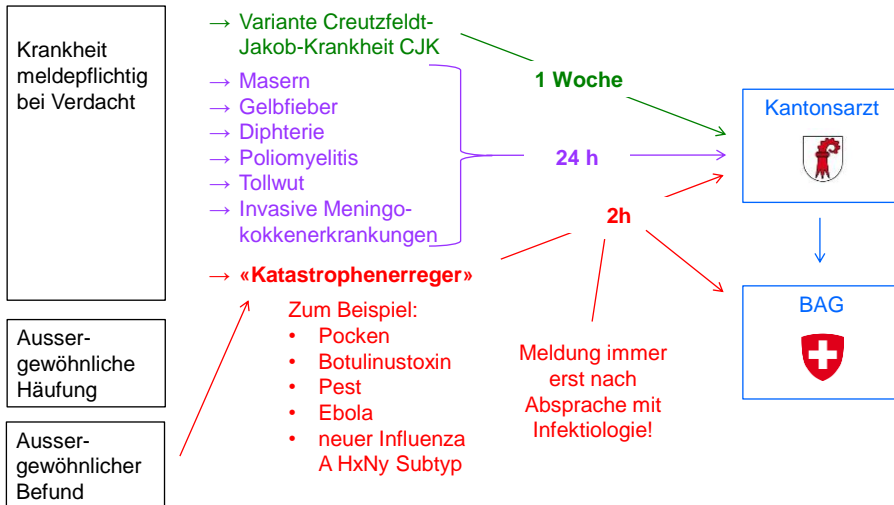 Krankheit
meldepflichtig
bei Verdacht
Ausser-
gewöhnliche
Häufung
Ausser-
gewöhnlicher
Befund
→ Variante Creutzfeldt-
Jakob-Krankheit CJK
→ Masern
→ Gelbfieber
→ Diphterie
→ Poliomyelitis
→ Tollwut
→ Invasive Meningo-
kokkenerkrankungen
→ «Katastrophenerreger»
Zum Beispiel:
• Pocken
• Botulinustoxin
• Pest
• Ebola
• neuer Influenza
A HxNy Subtyp
1 Woche
24 h
2h
Meldung immer
erst nach
Absprache mit
Infektiologie!
Kantonsarzt
BAG